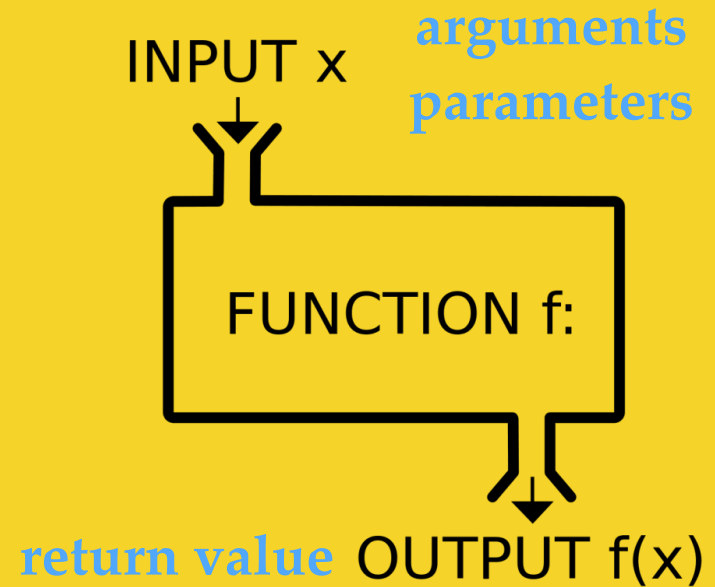 arguments
INPUT x
parameters
FUNCTION f:
return value OUTPUT f(x)